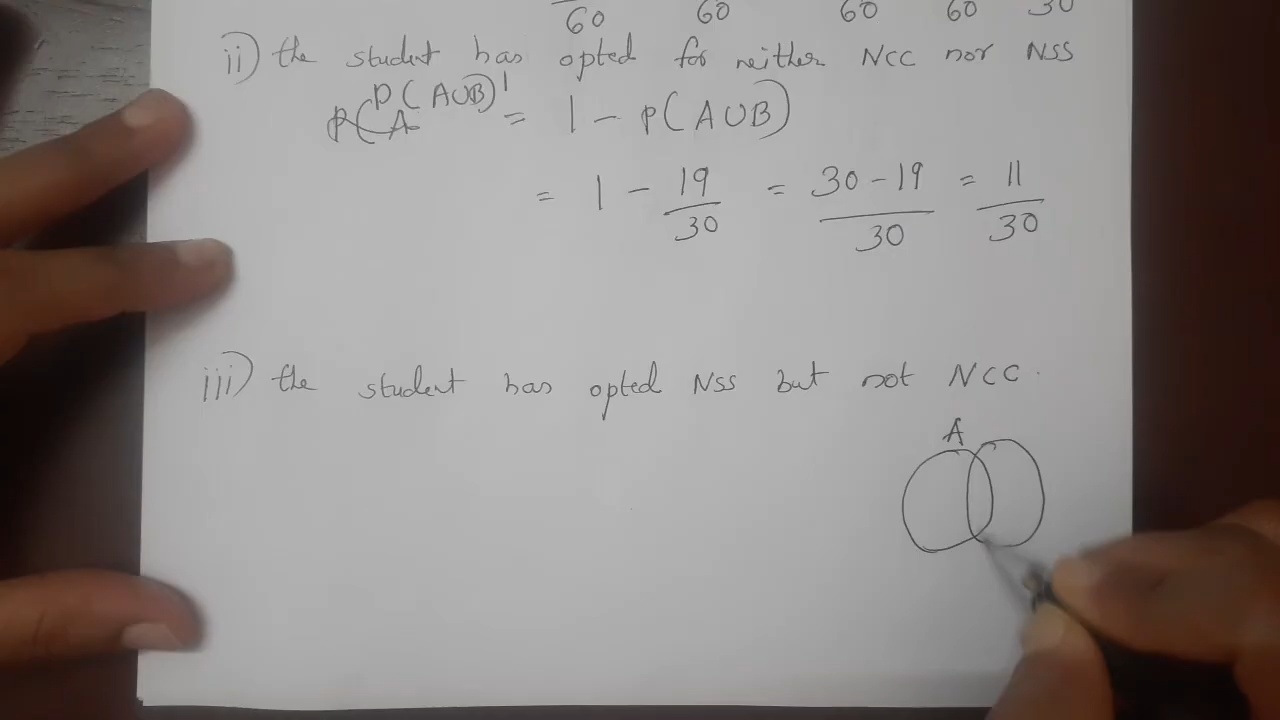 60 60 60 60 30
ii) the student has opted for neither NCC nor NSS
P(A∪B)'
P(A = 1 - P(A∪B)
= 1 - 19/30 = 30-19/30 = 11/30
iii) the student has opted NSS but not NCC.
A